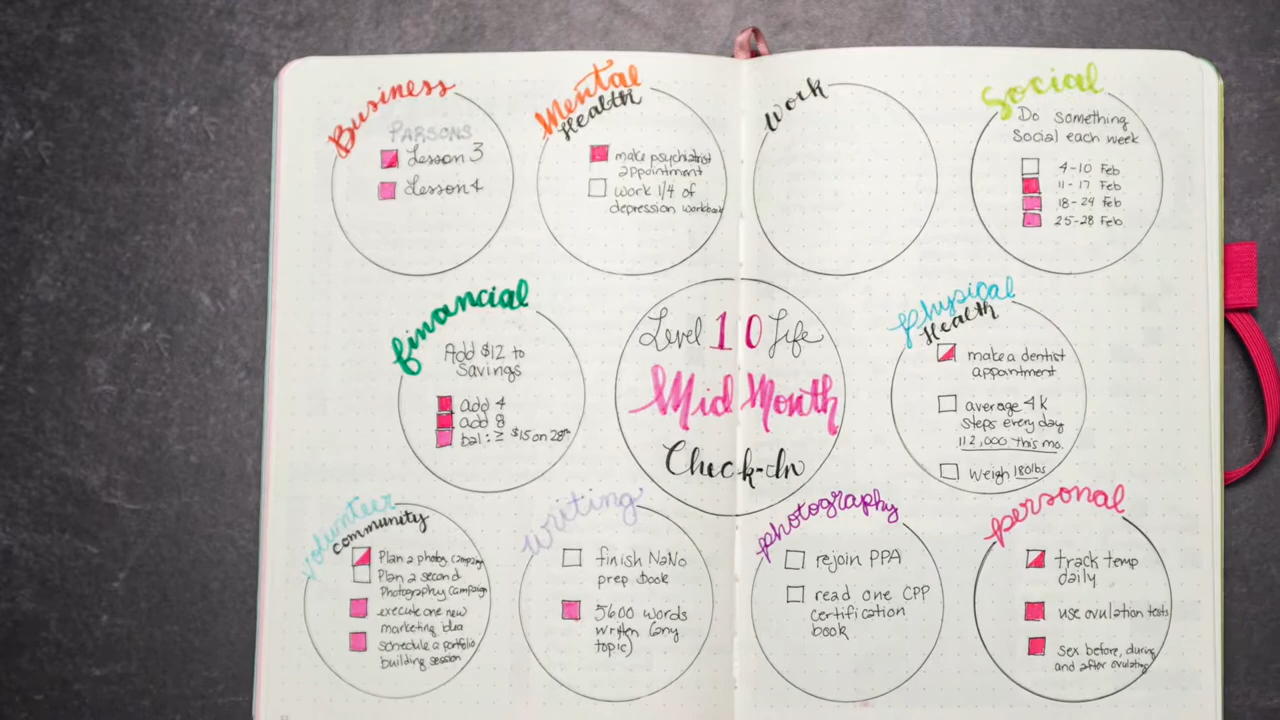 Business
PARSONS
Lesson 3
Lesson 4
Mental
Health
make psychiatrist
appointment
work 1/4 of
depression workbook
Work
Social
Do something
social each week
4-10 Feb
11-17 Feb
18-24 Feb
25-28 Feb
financial
Add $12 to
Savings
add 4
add 8
bal: ≥ $15 on 28th
Level 10 Life
Mid Month
Check-In
physical
Health
make a dentist
appointment
average 4k
steps every day
112,000 this mo.
weigh 180lbs
volunteer
community
Plan a photog campaign
Plan a second
Photography campaign
execute one new
marketing idea
schedule a portfolio
building session
writing
finish NaNo
prep book
5600 words
written (any
topic)
photography
rejoin PPA
read one CPP
certification
book
personal
track temp
daily
use ovulation tests
sex before, during
and after ovulating